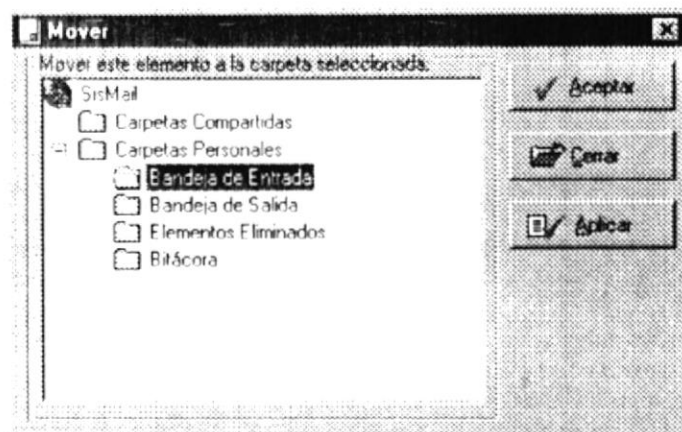 Mover
Mover este elemento a la carpeta seleccionada.
SisMail
Carpetas Compartidas
Carpetas Personales
Bandeja de Entrada
Bandeja de Salida
Elementos Eliminados
Bitácora
Aceptar
Cerrar
Aplicar